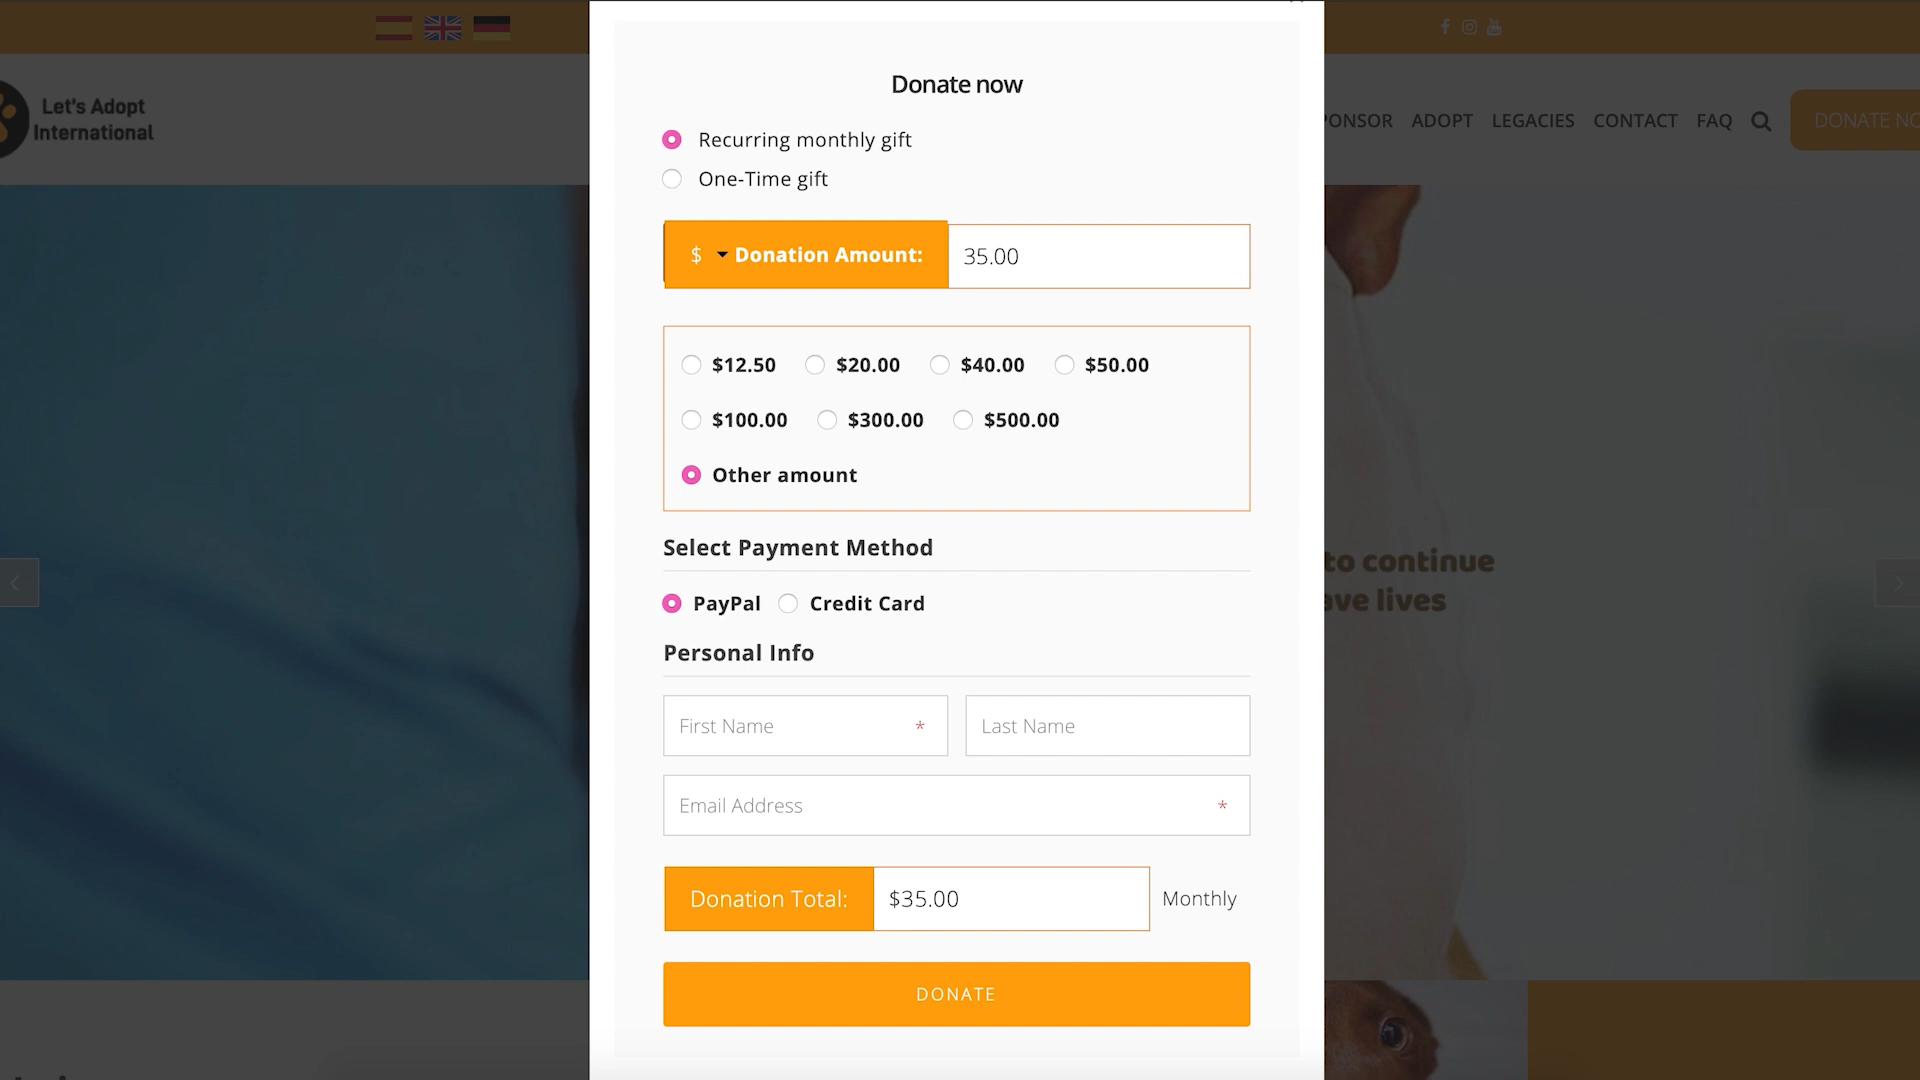 Let's Adopt
International
PONSOR ADOPT LEGACIES CONTACT FAQ
DONATE NO
Donate now
Recurring monthly gift
One-Time gift
$ Donation Amount: 35.00
$12.50 $20.00 $40.00 $50.00
$100.00 $300.00 $500.00
Other amount
to continue
ave lives
Select Payment Method
PayPal Credit Card
Personal Info
First Name * Last Name
Email Address *
Donation Total: $35.00 Monthly
DONATE